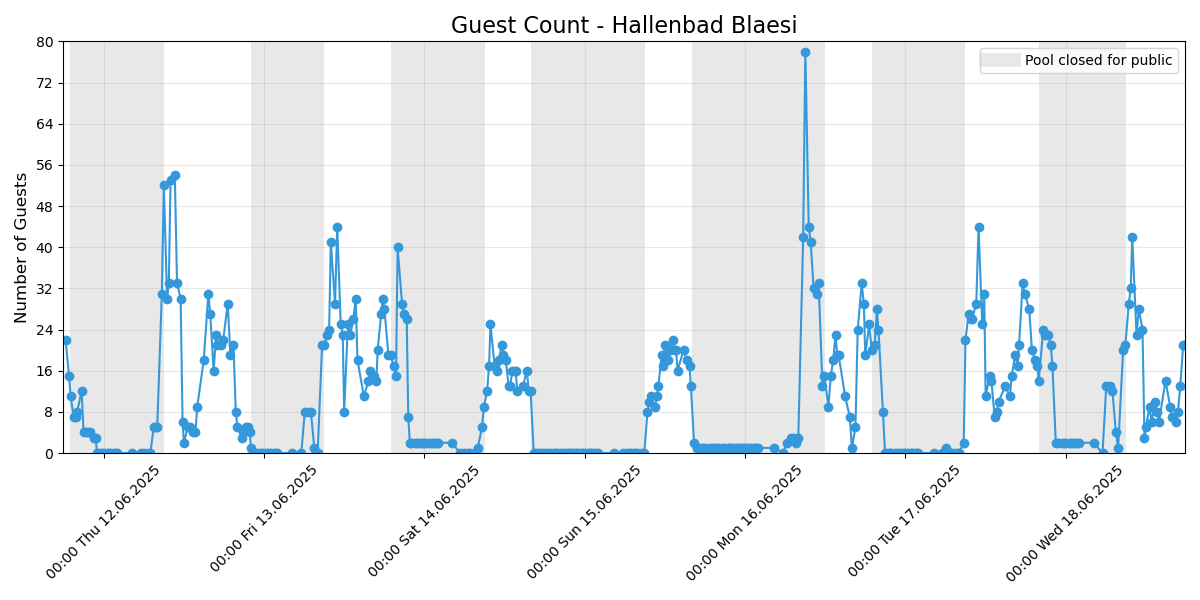 Guest Count - Hallenbad Blaesi
Pool closed for public
Number of Guests
80
72
64
56
48
40
32
24
16
8
0
00:00 Thu 12.06.2025
00:00 Fri 13.06.2025
00:00 Sat 14.06.2025
00:00 Sun 15.06.2025
00:00 Mon 16.06.2025
00:00 Tue 17.06.2025
00:00 Wed 18.06.2025